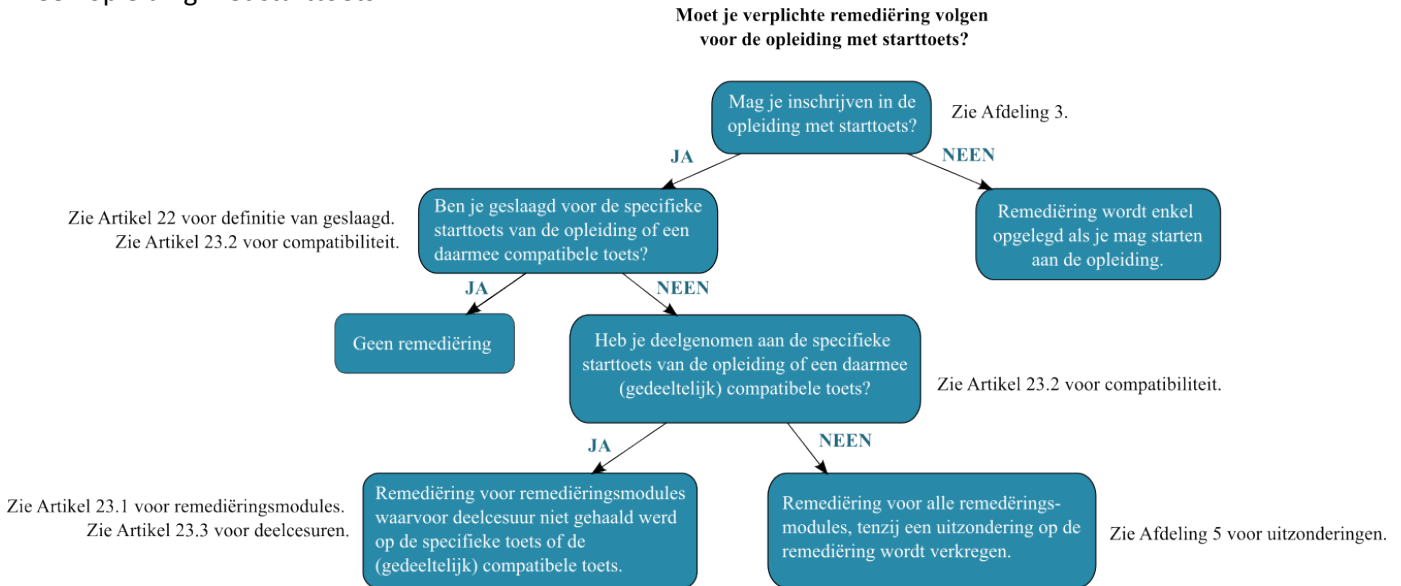 Moet je verplichte remediëring volgen
voor de opleiding met starttoets?
Mag je inschrijven in de
opleiding met starttoets?
Zie Afdeling 3.
JA
NEEN
Zie Artikel 22 voor definitie van geslaagd.
Zie Artikel 23.2 voor compatibiliteit.
Ben je geslaagd voor de specifieke
starttoets van de opleiding of een
daarmee compatibele toets?
Remediëring wordt enkel
opgelegd als je mag starten
aan de opleiding.
JA
NEEN
Geen remediëring
Heb je deelgenomen aan de specifieke
starttoets van de opleiding of een daarmee
(gedeeltelijk) compatibele toets?
Zie Artikel 23.2 voor compatibiliteit.
JA
NEEN
Zie Artikel 23.1 voor remediëringsmodules.
Zie Artikel 23.3 voor deelcesuren.
Remediëring voor remediëringsmodules
waarvoor deelcesuur niet gehaald werd
op de specifieke toets of de
(gedeeltelijk) compatibele toets.
Remediëring voor alle remedërings-
modules, tenzij een uitzondering op de
remediëring wordt verkregen.
Zie Afdeling 5 voor uitzonderingen.